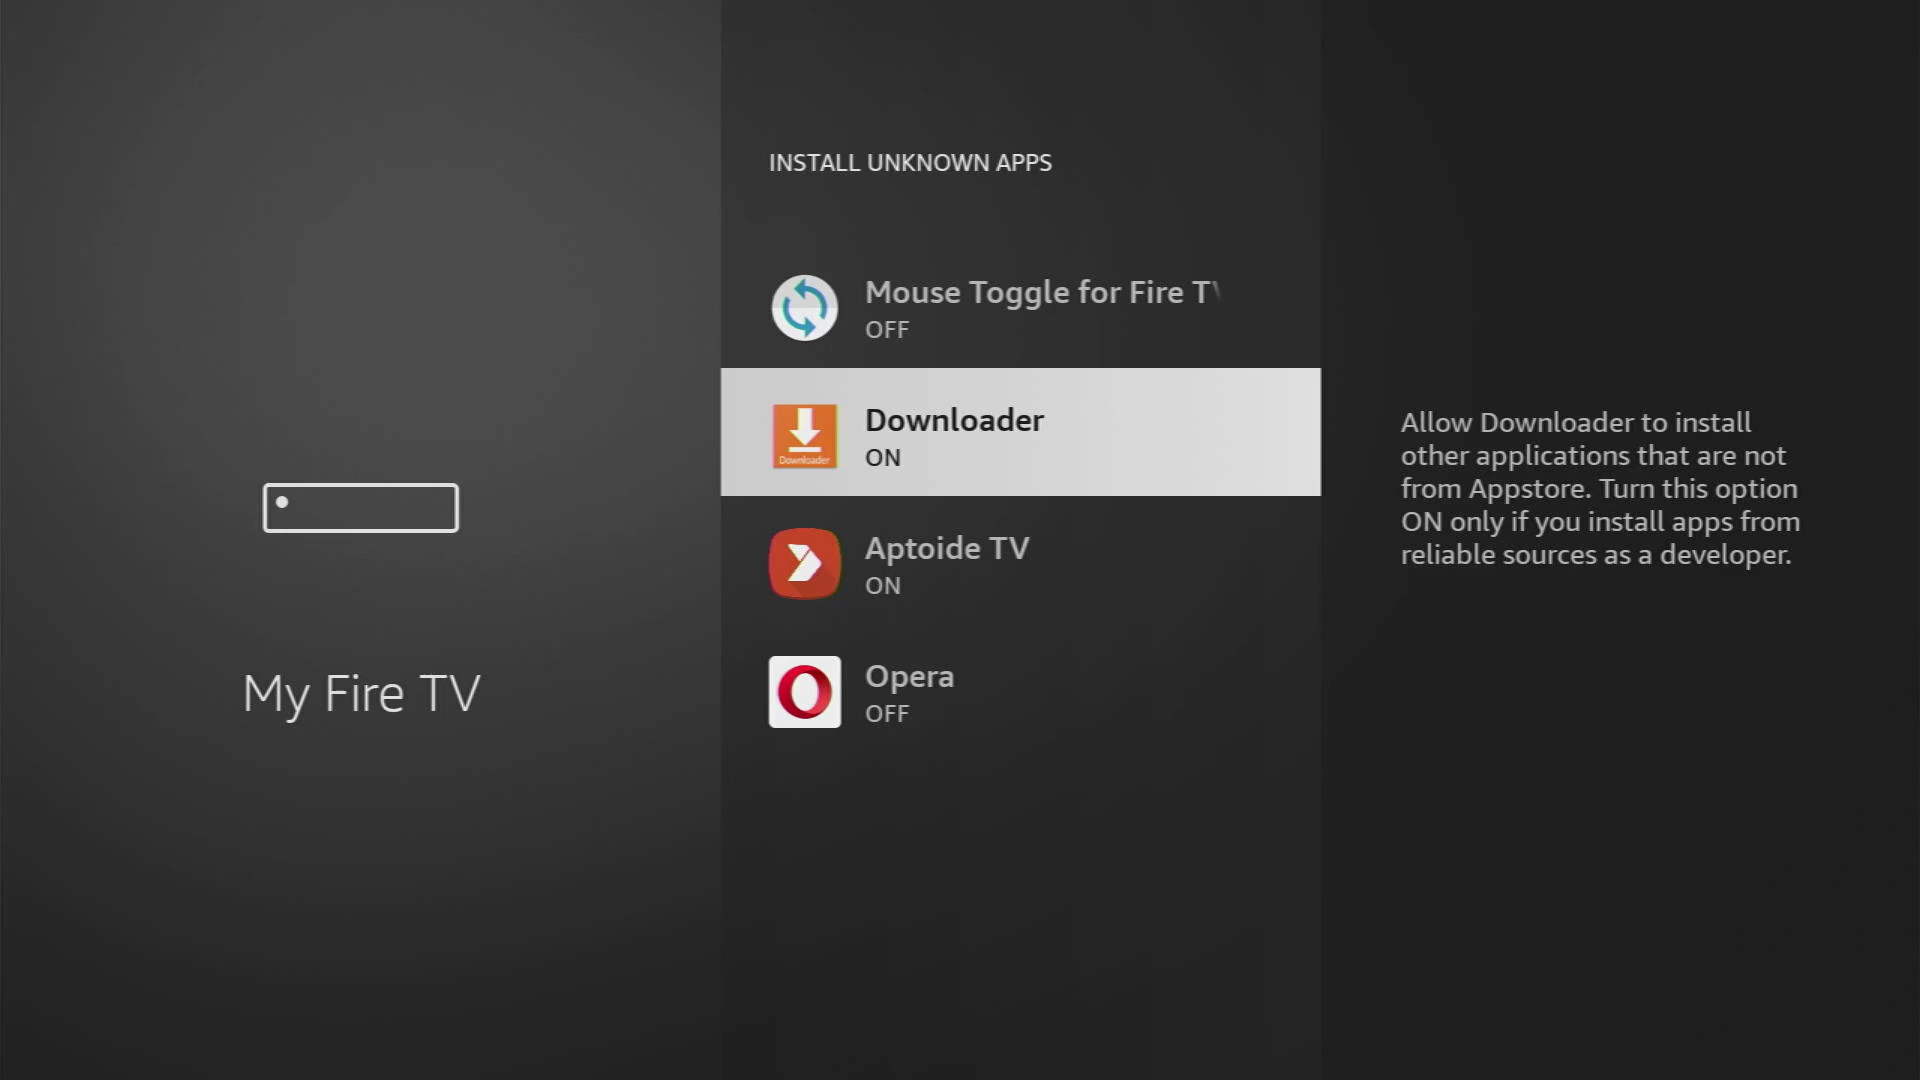 INSTALL UNKNOWN APPS
Mouse Toggle for Fire TV
OFF
Downloader
ON
Downloader
Aptoide TV
ON
Opera
OFF
My Fire TV
Allow Downloader to install
other applications that are not
from Appstore. Turn this option
ON only if you install apps from
reliable sources as a developer.